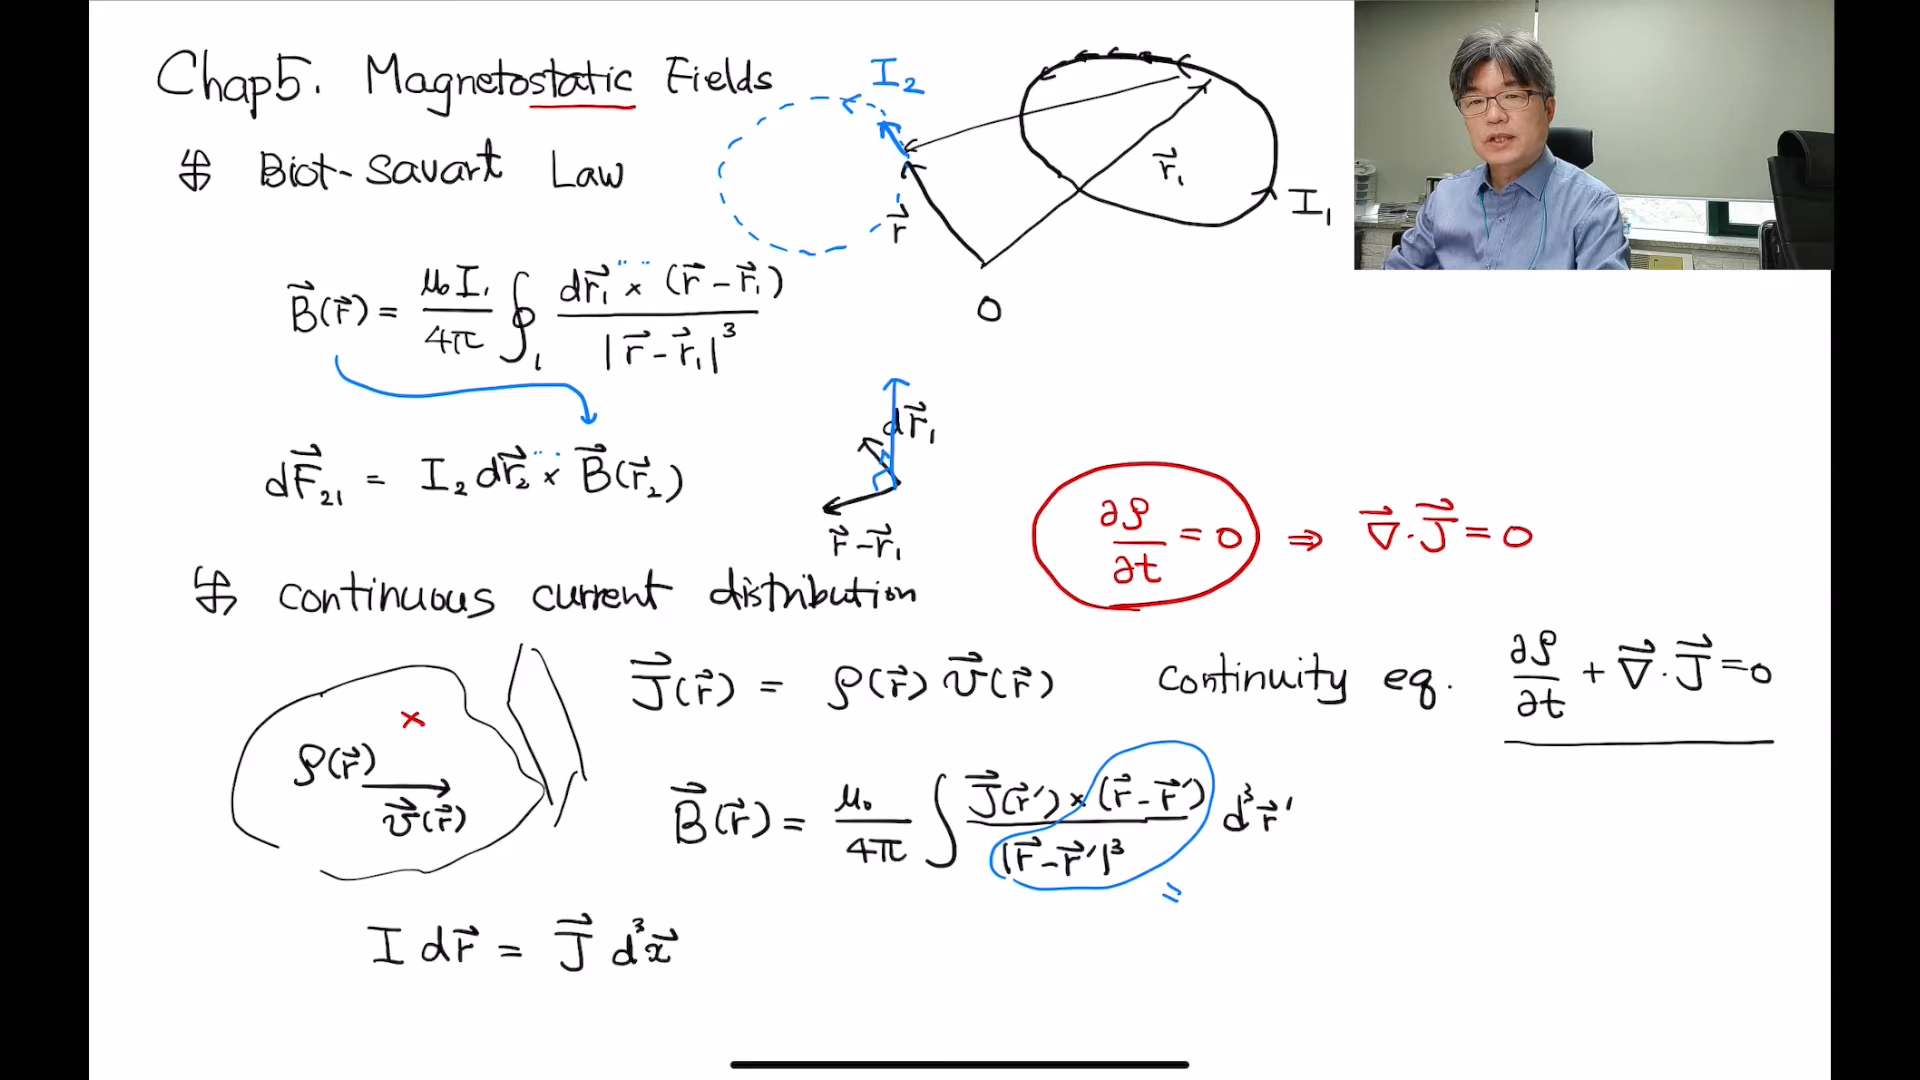 Chap5. Magnetostatic Fields
Biot-Savart Law
I₂
r⃗
r⃗₁
I₁
O
B⃗(r⃗) = μ₀I₁/4π ∮₁ dr⃗₁ × (r⃗ - r⃗₁) / |r⃗ - r⃗₁|³
dF⃗₂₁ = I₂ dr⃗₂ × B⃗(r⃗₂)
dr⃗₁
r⃗ - r⃗₁
∂ρ/∂t = 0 ⇒ ∇⃗·J⃗ = 0
continuous current distribution
J⃗(r⃗) = ρ(r⃗) v⃗(r⃗)
continuity eq. ∂ρ/∂t + ∇⃗·J⃗ = 0
×
ρ(r⃗)
v⃗(r⃗)
B⃗(r⃗) = μ₀/4π ∫ J⃗(r⃗′) × (r⃗ - r⃗′) / |r⃗ - r⃗′|³ d³r⃗′
=
I dr⃗ = J⃗ d³x⃗